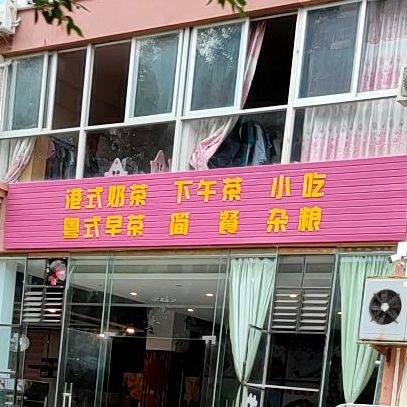 港式奶茶 下午茶 小吃
粤式早茶 简 餐 杂粮